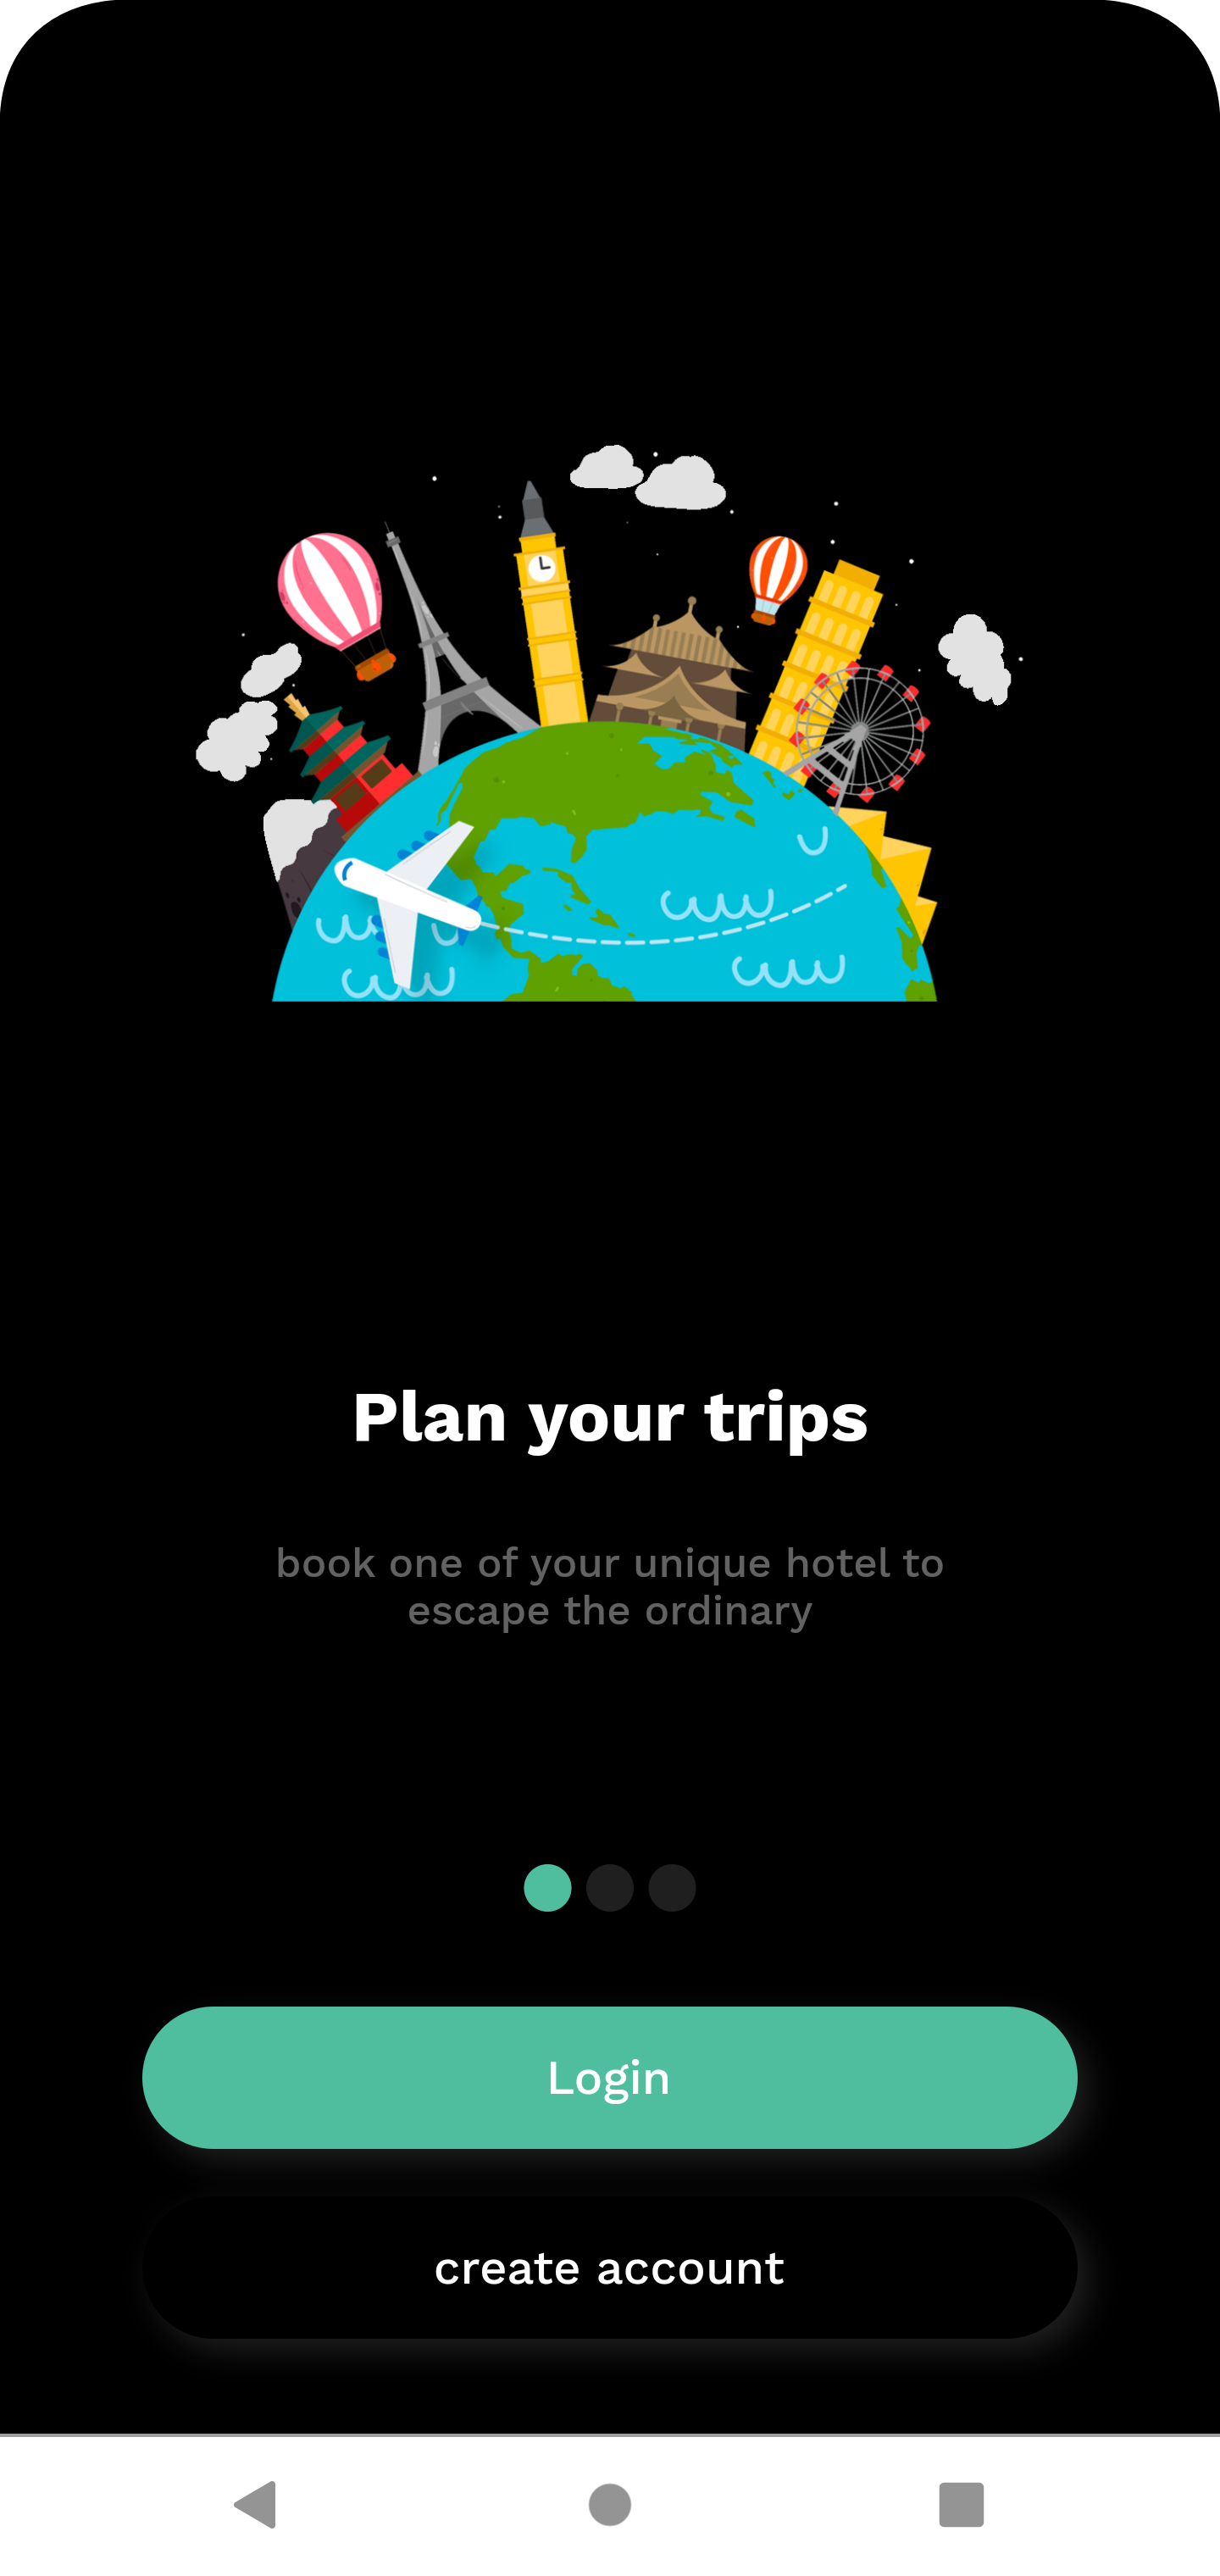 Plan your trips
book one of your unique hotel to
escape the ordinary
Login
create account